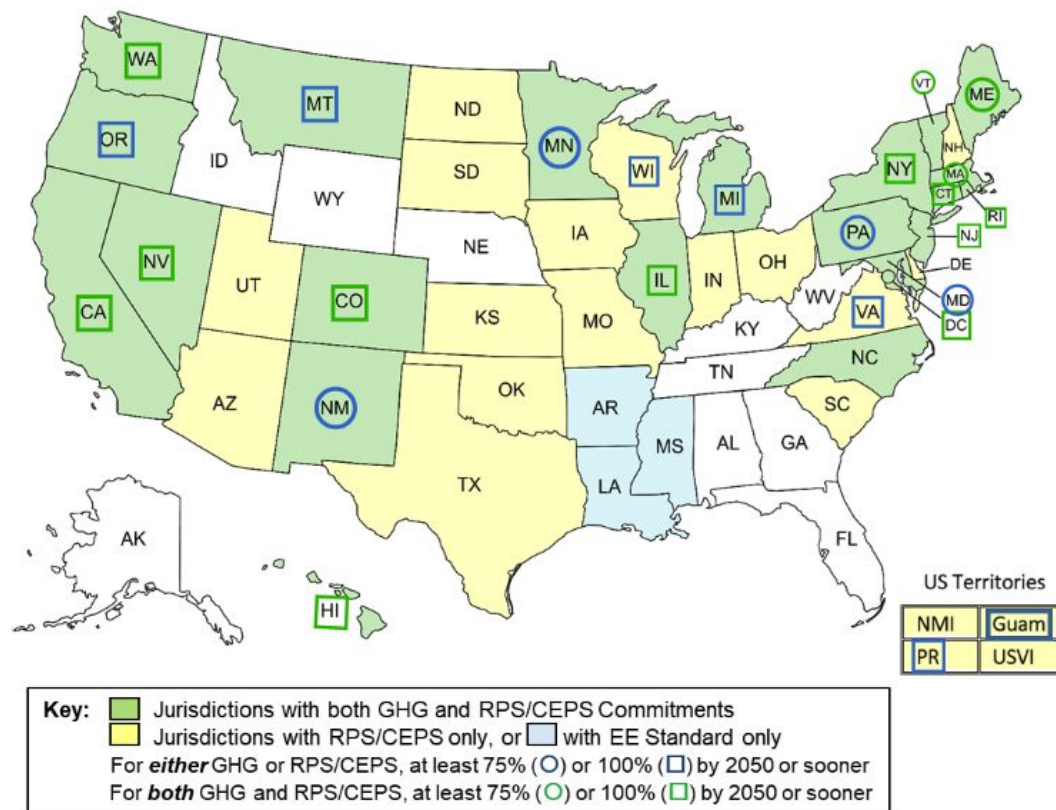 WA
MT
ND
MN
VT
ME
OR
ID
SD
WI
MI
NY
NH
MA
CT
RI
WY
IA
PA
NJ
NE
NV
UT
CO
IL
IN
OH
DE
CA
KS
MO
WV
VA
MD
DC
KY
NC
TN
AZ
NM
OK
AR
SC
MS
AL
GA
TX
LA
FL
AK
HI
US Territories
NMI Guam
PR USVI
Key: Jurisdictions with both GHG and RPS/CEPS Commitments
Jurisdictions with RPS/CEPS only, or with EE Standard only
For either GHG or RPS/CEPS, at least 75% ( ) or 100% ( ) by 2050 or sooner
For both GHG and RPS/CEPS, at least 75% ( ) or 100% ( ) by 2050 or sooner